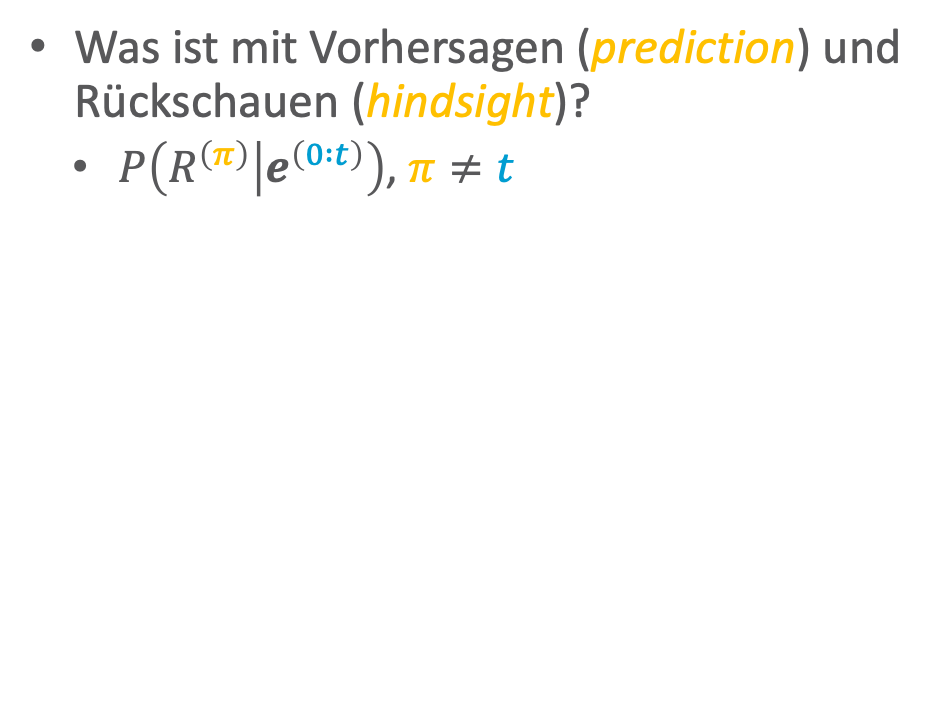 • Was ist mit Vorhersagen (prediction) und
Rückschauen (hindsight)?
• P(R^(π)|e^(0:t)), π ≠ t